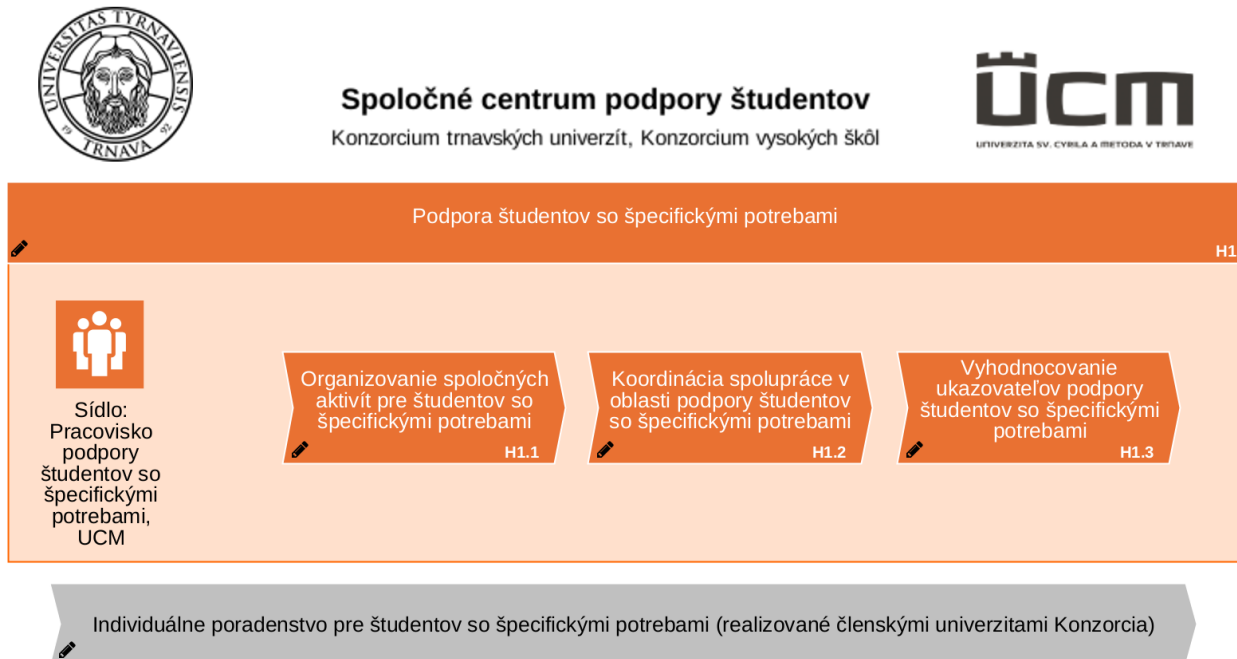 UNIVERSITAS TYRNAVIENSIS
19 92
TRNAVA
Spoločné centrum podpory študentov
Konzorcium trnavských univerzít, Konzorcium vysokých škôl
ücm
UNIVERZITA SV. CYRILA A METODA V TRNAVE
Podpora študentov so špecifickými potrebami
H1
Sídlo:
Pracovisko
podpory
študentov so
špecifickými
potrebami,
UCM
Organizovanie spoločných
aktivít pre študentov so
špecifickými potrebami
H1.1
Koordinácia spolupráce v
oblasti podpory študentov
so špecifickými potrebami
H1.2
Vyhodnocovanie
ukazovateľov podpory
študentov so špecifickými
potrebami
H1.3
Individuálne poradenstvo pre študentov so špecifickými potrebami (realizované členskými univerzitami Konzorcia)